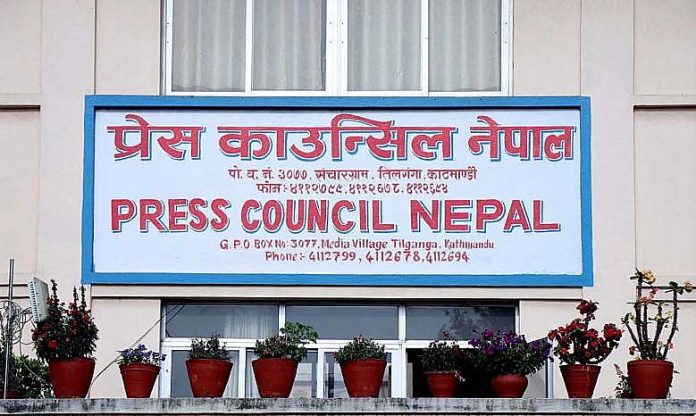 प्रेस काउन्सिल नेपाल
पो. व. नं. ३०७७, संचारग्राम, तिलगंगा, काठमाण्डौ
फोन:- ४११२७९९, ४११२६७८, ४११२६९४
PRESS COUNCIL NEPAL
G.P.O BOX No: 3077, Media Village Tilganga, Kathmandu
Phone:- 4112799, 4112678, 4112694